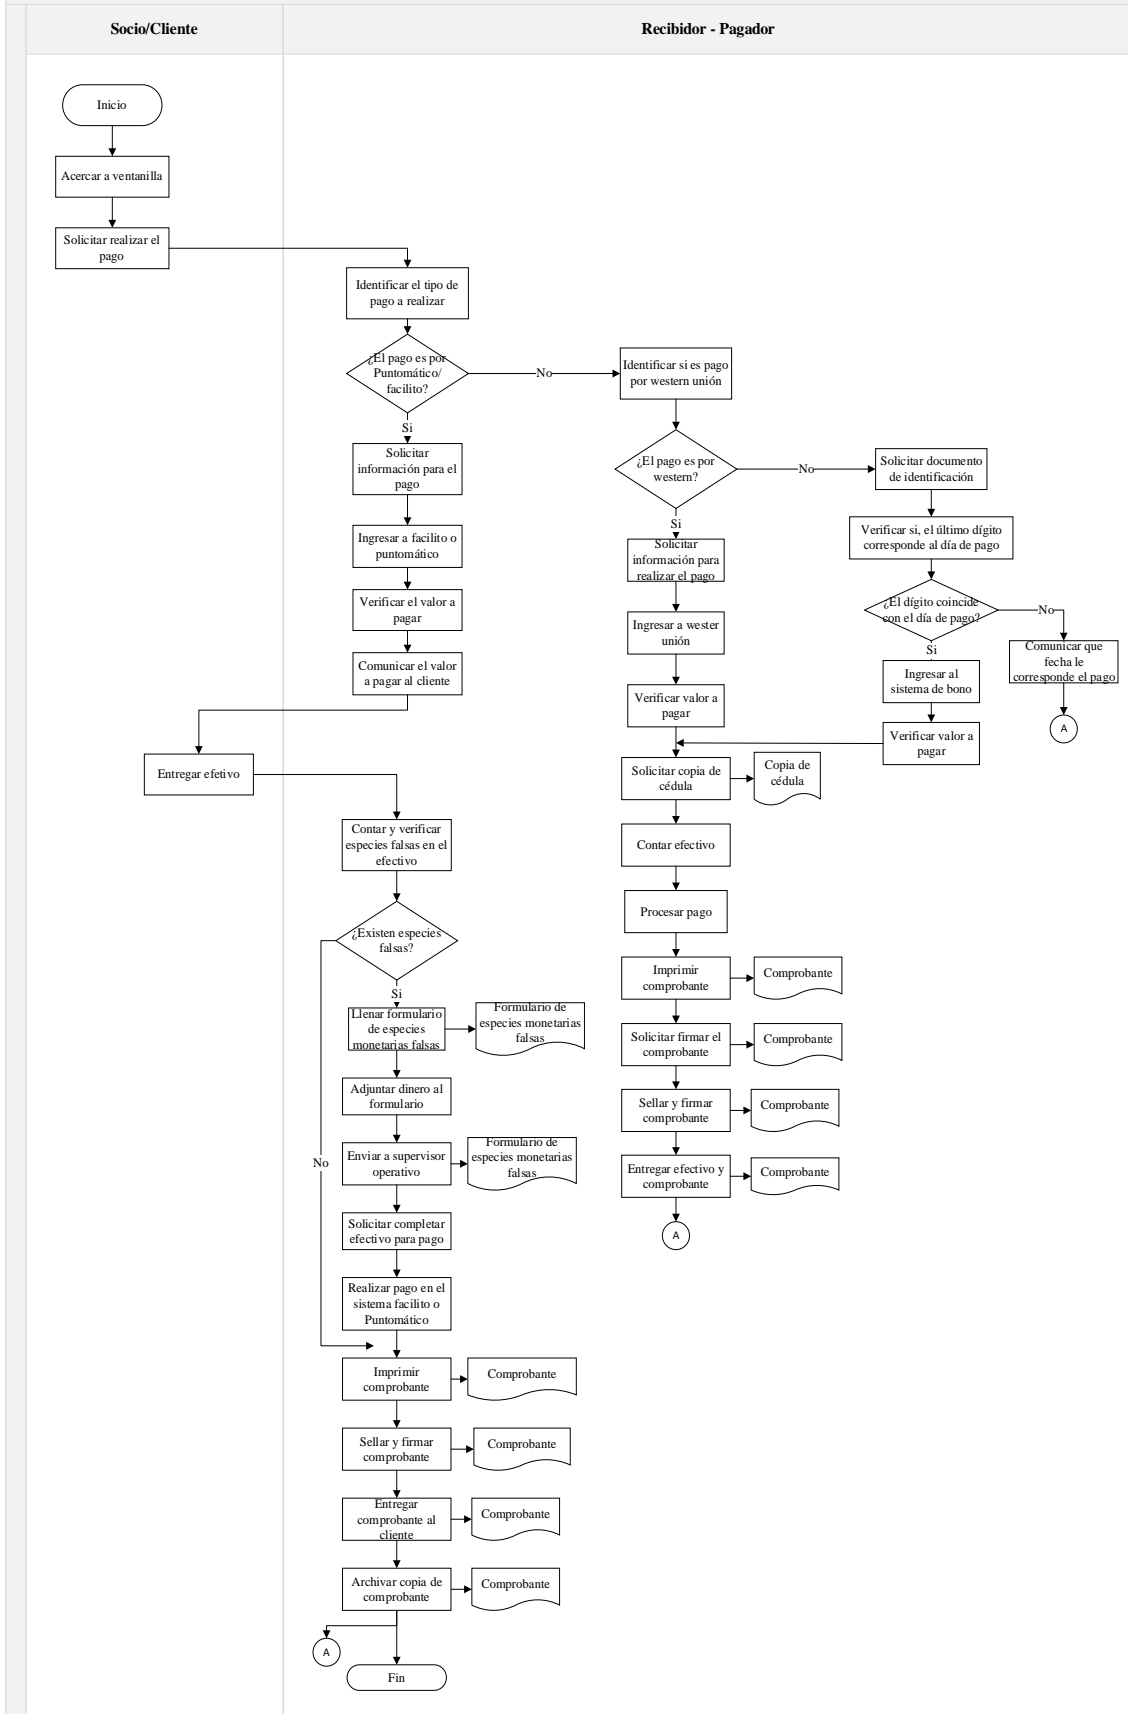 Socio/Cliente
Recibidor - Pagador
Inicio
Acercar a ventanilla
Solicitar realizar el
pago
Identificar el tipo de
pago a realizar
¿El pago es por
Puntomático/
facilito?
No
Si
Identificar si es pago
por western unión
¿El pago es por
western?
No
Si
Solicitar documento
de identificación
Verificar si, el último dígito
corresponde al día de pago
¿El dígito coincide
con el día de pago?
No
Si
Comunicar que
fecha le
corresponde el pago
A
Ingresar al
sistema de bono
Verificar valor a
pagar
Solicitar
información para el
pago
Ingresar a facilito o
puntomático
Verificar el valor a
pagar
Comunicar el valor
a pagar al cliente
Solicitar
información para
realizar el pago
Ingresar a wester
unión
Verificar valor a
pagar
Solicitar copia de
cédula
Copia de
cédula
Contar efectivo
Procesar pago
Imprimir
comprobante
Comprobante
Solicitar firmar el
comprobante
Comprobante
Sellar y firmar
comprobante
Comprobante
Entregar efectivo y
comprobante
Comprobante
A
Entregar efetivo
Contar y verificar
especies falsas en el
efectivo
¿Existen especies
falsas?
Si
No
Llenar formulario
de especies
monetarias falsas
Formulario de
especies monetarias
falsas
Adjuntar dinero al
formulario
Enviar a supervisor
operativo
Formulario de
especies monetarias
falsas
Solicitar completar
efectivo para pago
Realizar pago en el
sistema facilito o
Puntomático
Imprimir
comprobante
Comprobante
Sellar y firmar
comprobante
Comprobante
Entregar
comprobante al
cliente
Comprobante
Archivar copia de
comprobante
Comprobante
A
Fin